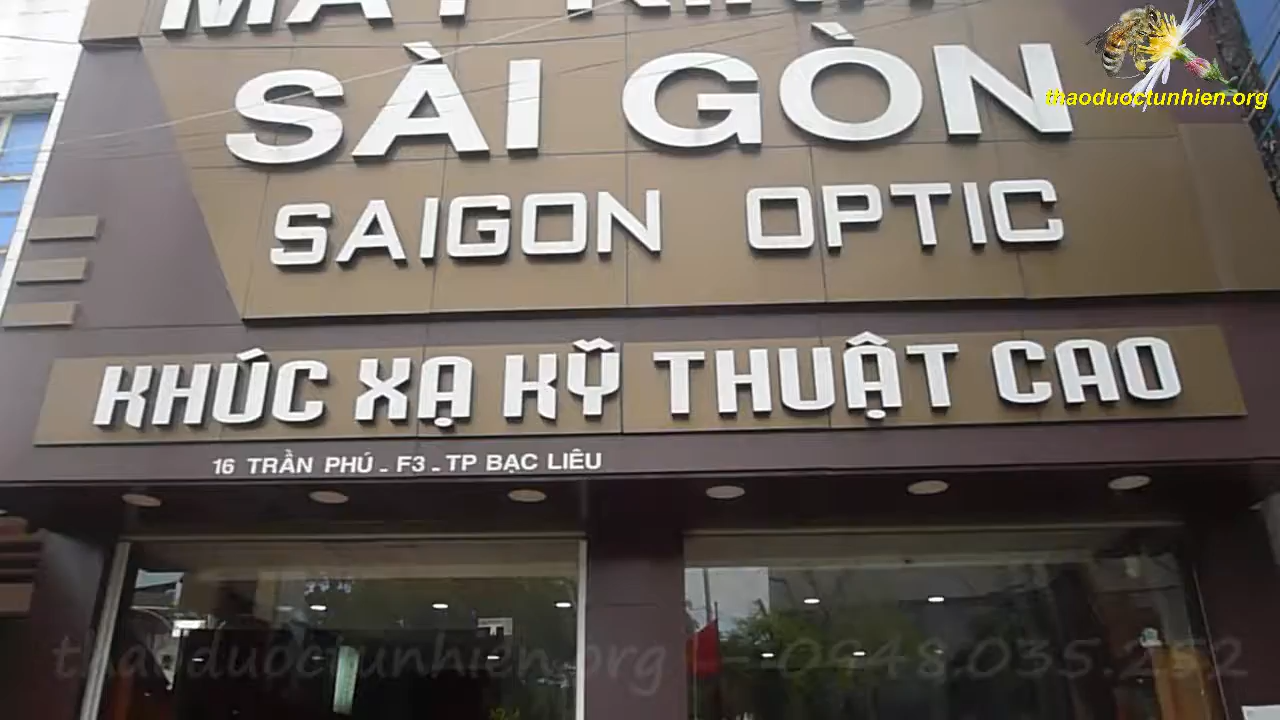 SÀI GÒN
thaoduoctunhien.org
SAIGON OPTIC
KHÚC XẠ KỸ THUẬT CAO
16 TRẦN PHÚ - F3 - TP BẠC LIÊU
thaoduoctunhien.org -- 0948.035.252